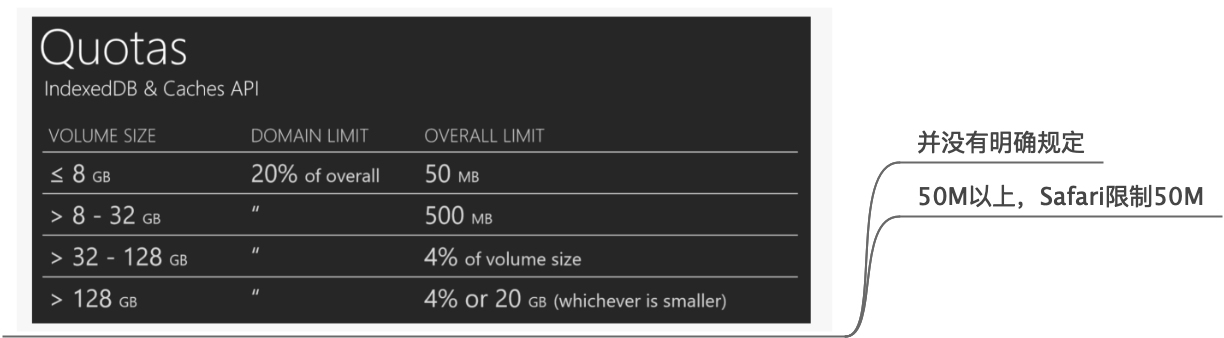 Quotas
IndexedDB & Caches API
VOLUME SIZE DOMAIN LIMIT OVERALL LIMIT
≤ 8 GB 20% of overall 50 MB
> 8 - 32 GB “ 500 MB
> 32 - 128 GB “ 4% of volume size
> 128 GB “ 4% or 20 GB (whichever is smaller)
并没有明确规定
50M以上，Safari限制50M